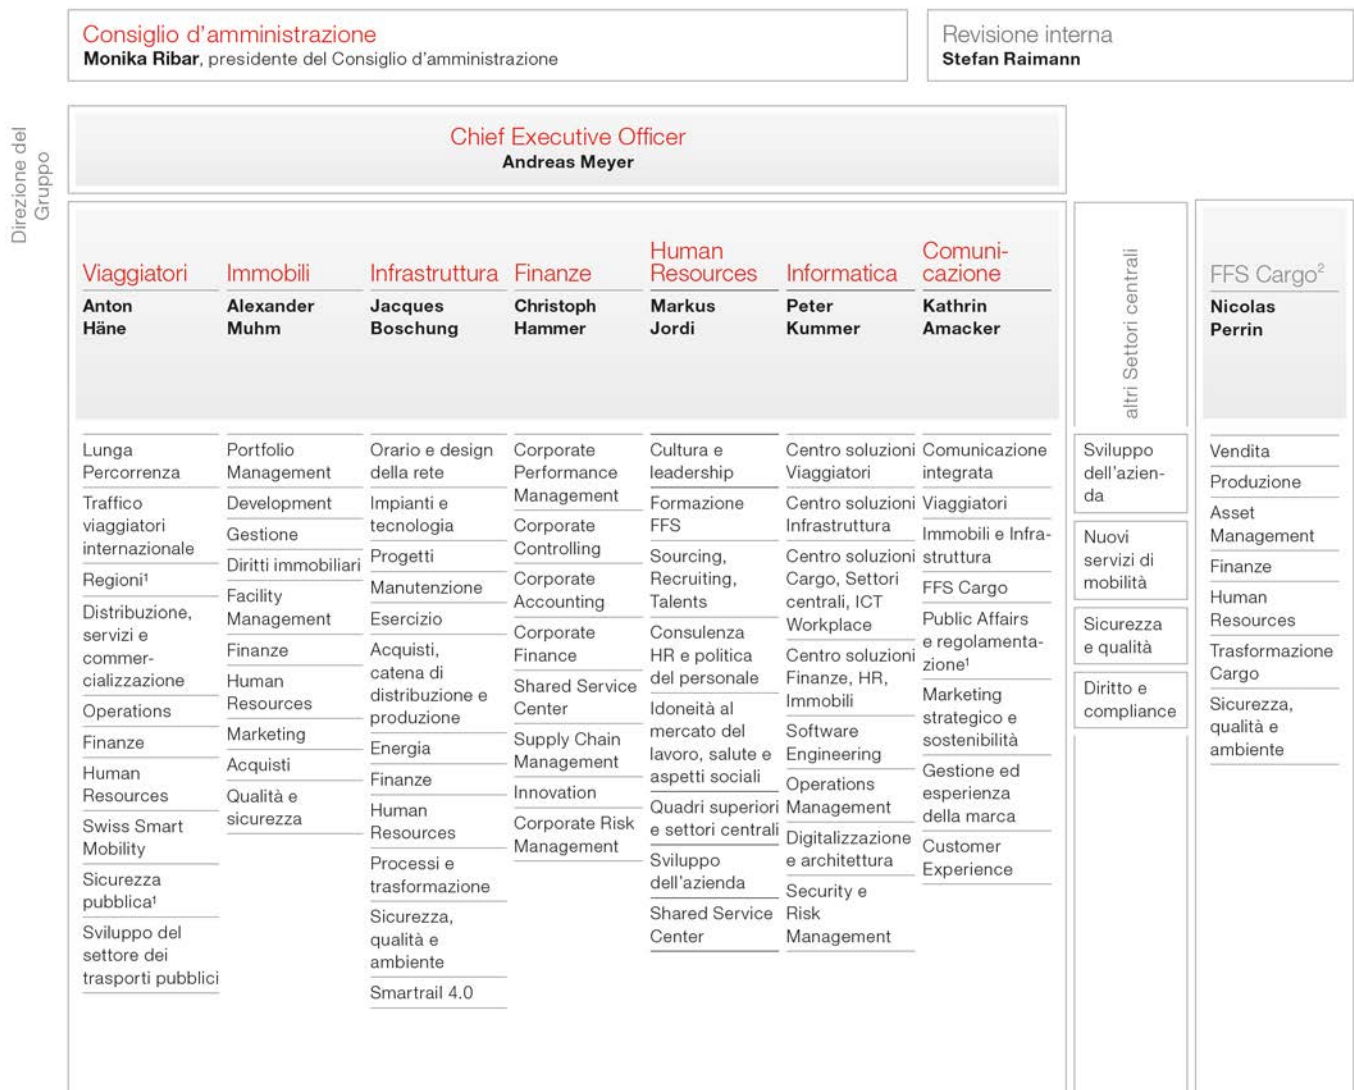 Consiglio d'amministrazione
Monika Ribar, presidente del Consiglio d'amministrazione
Revisione interna
Stefan Raimann
Direzione del
Gruppo
Chief Executive Officer
Andreas Meyer
Viaggiatori
Anton
Häne
Lunga
Percorrenza
Traffico
viaggiatori
internazionale
Regioni¹
Distribuzione,
servizi e
commer-
cializzazione
Operations
Finanze
Human
Resources
Swiss Smart
Mobility
Sicurezza
pubblica¹
Sviluppo del
settore dei
trasporti pubblici
Immobili
Alexander
Muhm
Portfolio
Management
Development
Gestione
Diritti immobiliari
Facility
Management
Finanze
Human
Resources
Marketing
Acquisti
Qualità e
sicurezza
Infrastruttura
Jacques
Boschung
Orario e design
della rete
Impianti e
tecnologia
Progetti
Manutenzione
Esercizio
Acquisti,
catena di
distribuzione e
produzione
Energia
Finanze
Human
Resources
Processi e
trasformazione
Sicurezza,
qualità e
ambiente
Smartrail 4.0
Finanze
Christoph
Hammer
Corporate
Performance
Management
Corporate
Controlling
Corporate
Accounting
Corporate
Finance
Shared Service
Center
Supply Chain
Management
Innovation
Corporate Risk
Management
Human
Resources
Markus
Jordi
Cultura e
leadership
Formazione
FFS
Sourcing,
Recruiting,
Talents
Consulenza
HR e politica
del personale
Idoneità al
mercato del
lavoro, salute e
aspetti sociali
Quadri superiori
e settori centrali
Sviluppo
dell'azienda
Shared Service
Center
Informatica
Peter
Kummer
Centro soluzioni
Viaggiatori
Centro soluzioni
Infrastruttura
Centro soluzioni
Cargo, Settori
centrali, ICT
Workplace
Centro soluzioni
Finanze, HR,
Immobili
Software
Engineering
Operations
Management
Digitalizzazione
e architettura
Security e
Risk
Management
Comuni-
cazione
Kathrin
Amacker
Comunicazione
integrata
Viaggiatori
Immobili e Infra-
struttura
FFS Cargo
Public Affairs
e regolamenta-
zione¹
Marketing
strategico e
sostenibilità
Gestione ed
esperienza
della marca
Customer
Experience
altri Settori centrali
Sviluppo
dell'azien-
da
Nuovi
servizi di
mobilità
Sicurezza
e qualità
Diritto e
compliance
FFS Cargo²
Nicolas
Perrin
Vendita
Produzione
Asset
Management
Finanze
Human
Resources
Trasformazione
Cargo
Sicurezza,
qualità e
ambiente